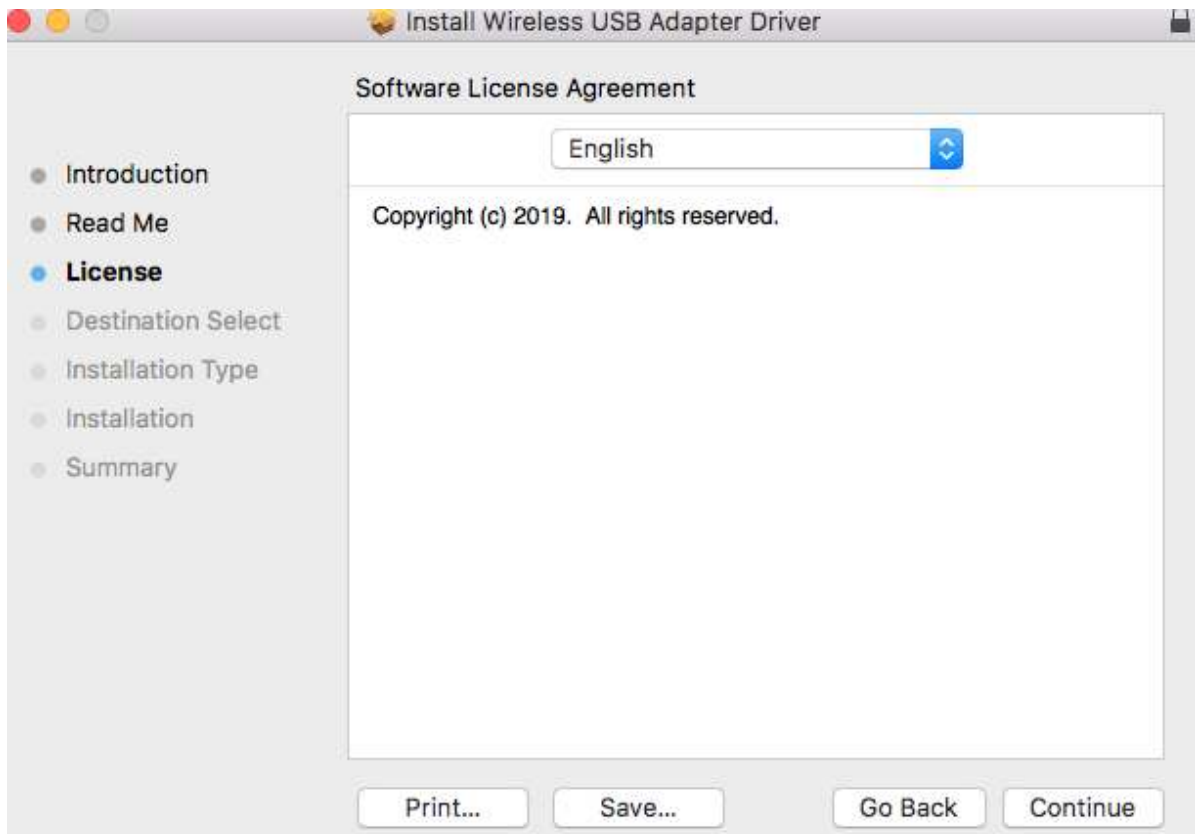 Install Wireless USB Adapter Driver
Software License Agreement
Introduction
Read Me
License
Destination Select
Installation Type
Installation
Summary
English
Copyright (c) 2019.  All rights reserved.
Print...
Save...
Go Back
Continue